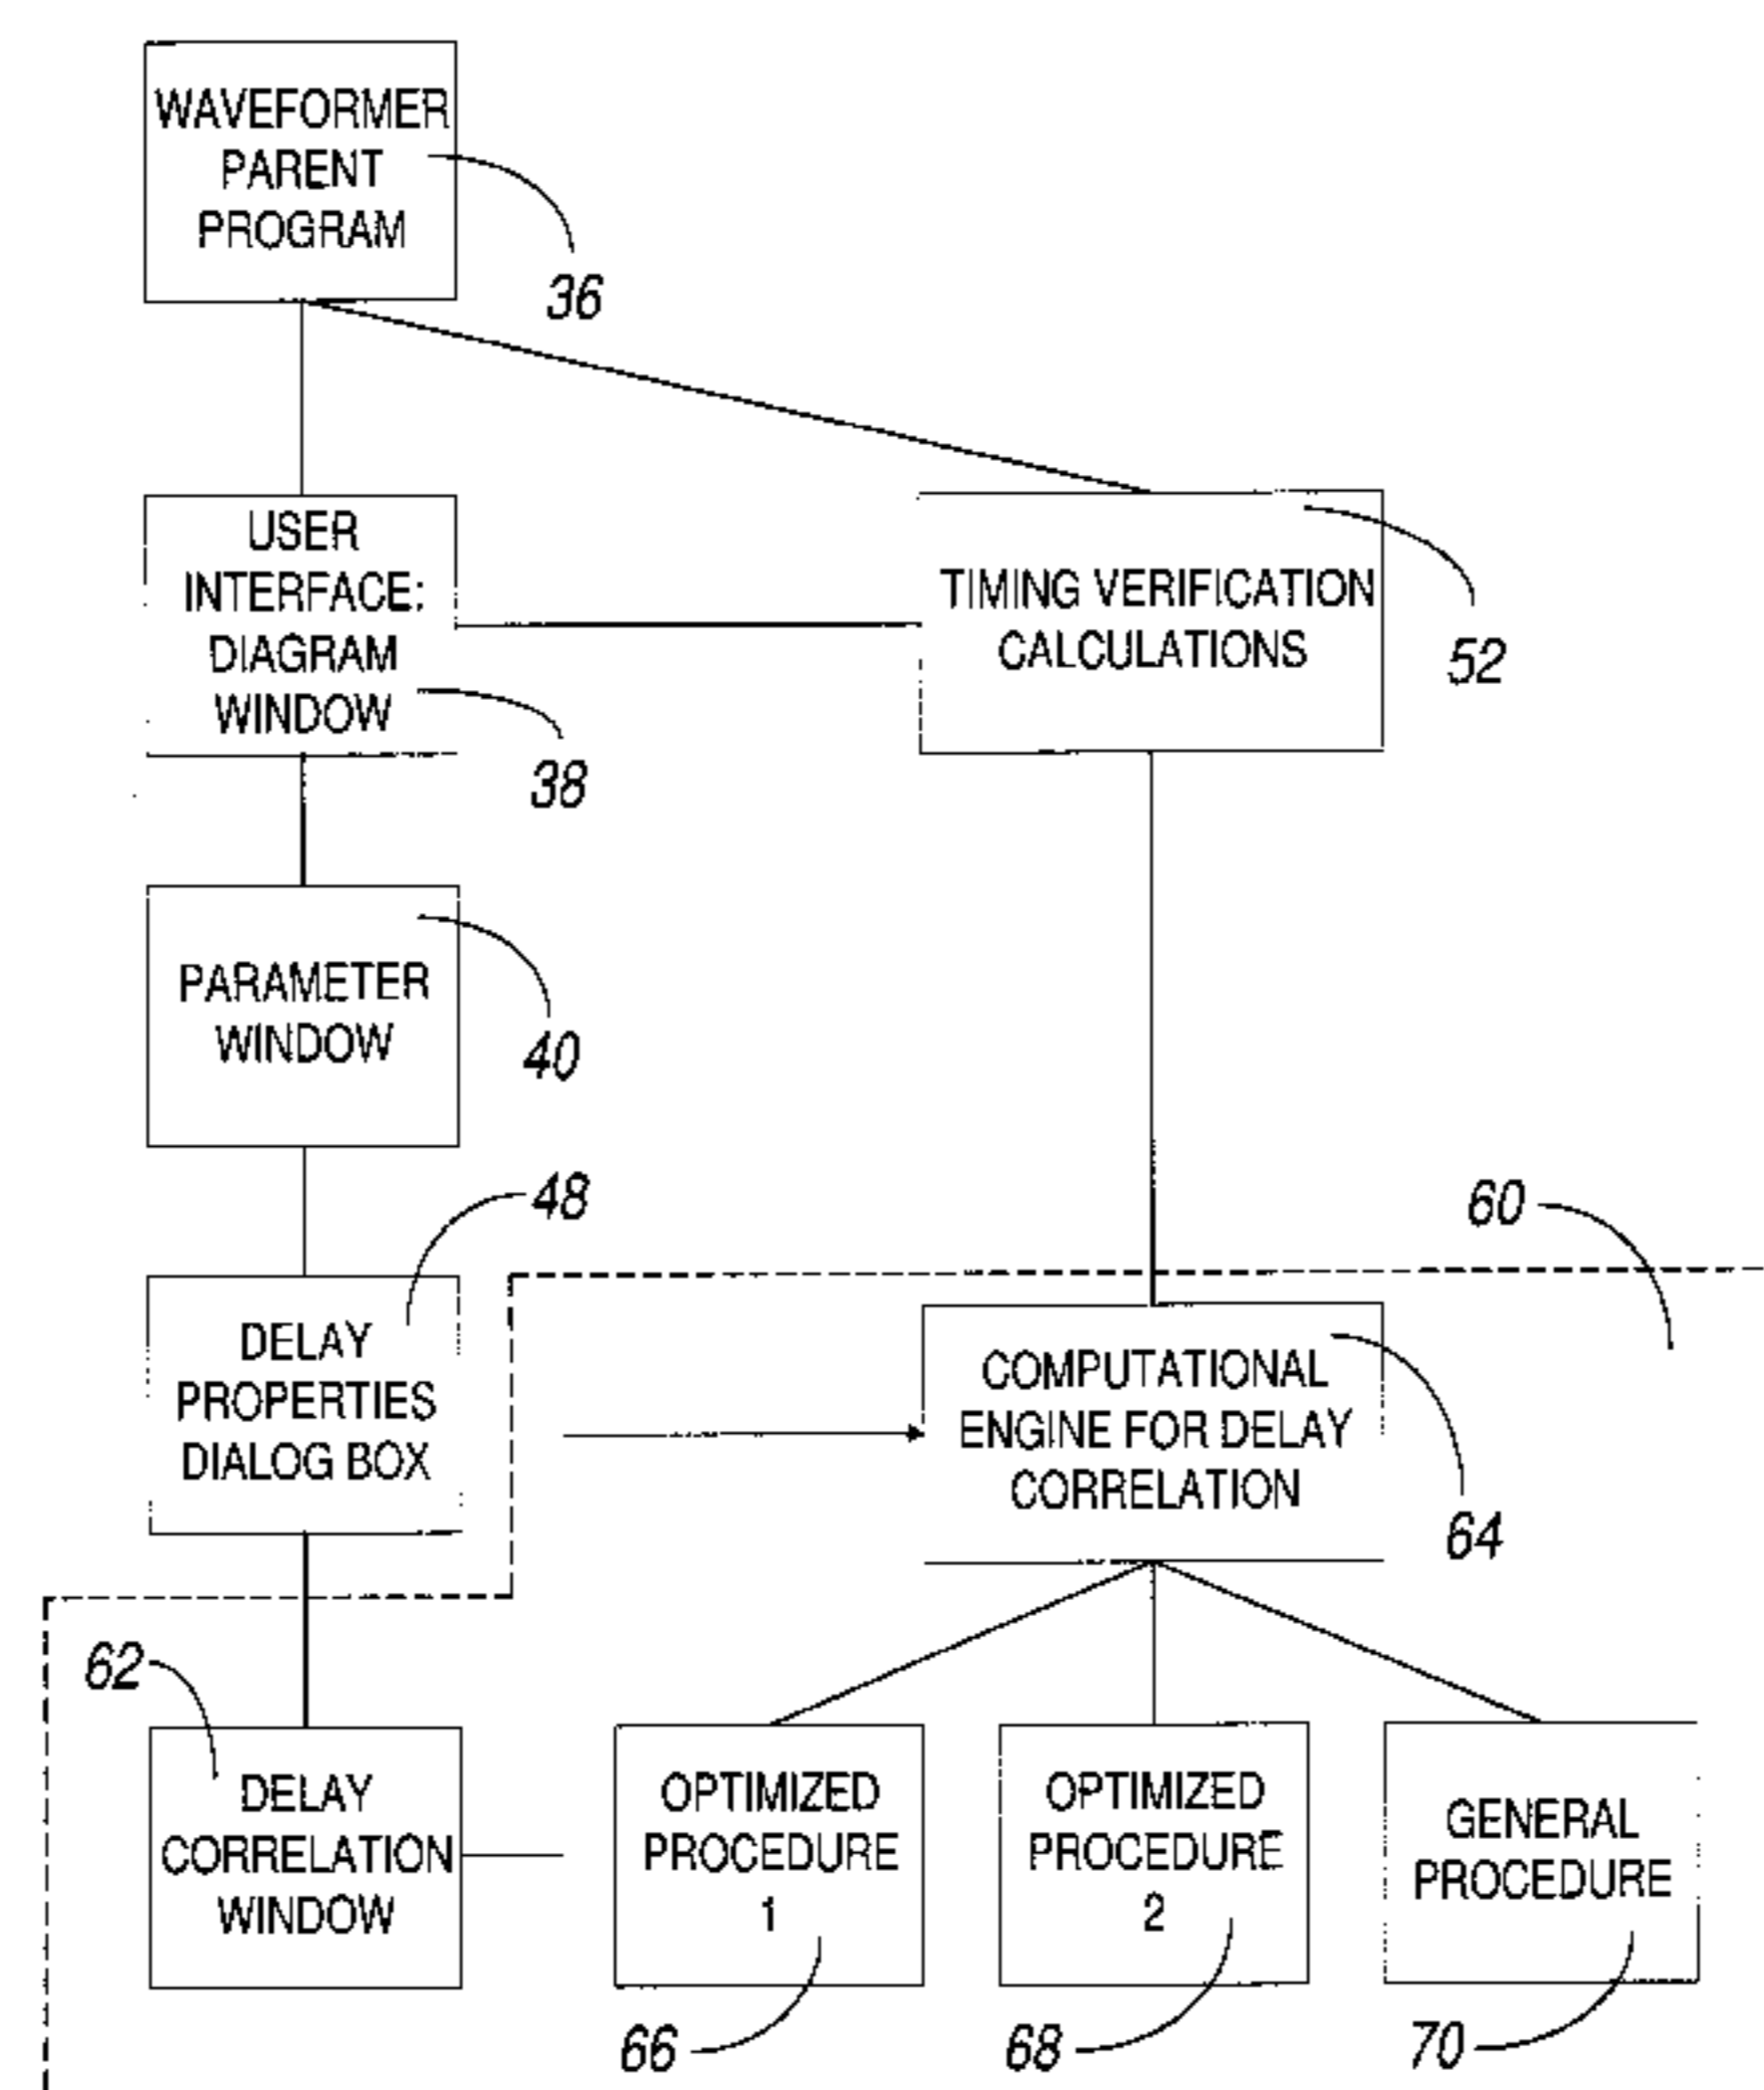 WAVEFORMER
PARENT
PROGRAM
36
USER
INTERFACE:
DIAGRAM
WINDOW
38
TIMING VERIFICATION
CALCULATIONS
52
PARAMETER
WINDOW
40
48
60
DELAY
PROPERTIES
DIALOG BOX
COMPUTATIONAL
ENGINE FOR DELAY
CORRELATION
64
62
DELAY
CORRELATION
WINDOW
OPTIMIZED
PROCEDURE
1
OPTIMIZED
PROCEDURE
2
GENERAL
PROCEDURE
66
68
70